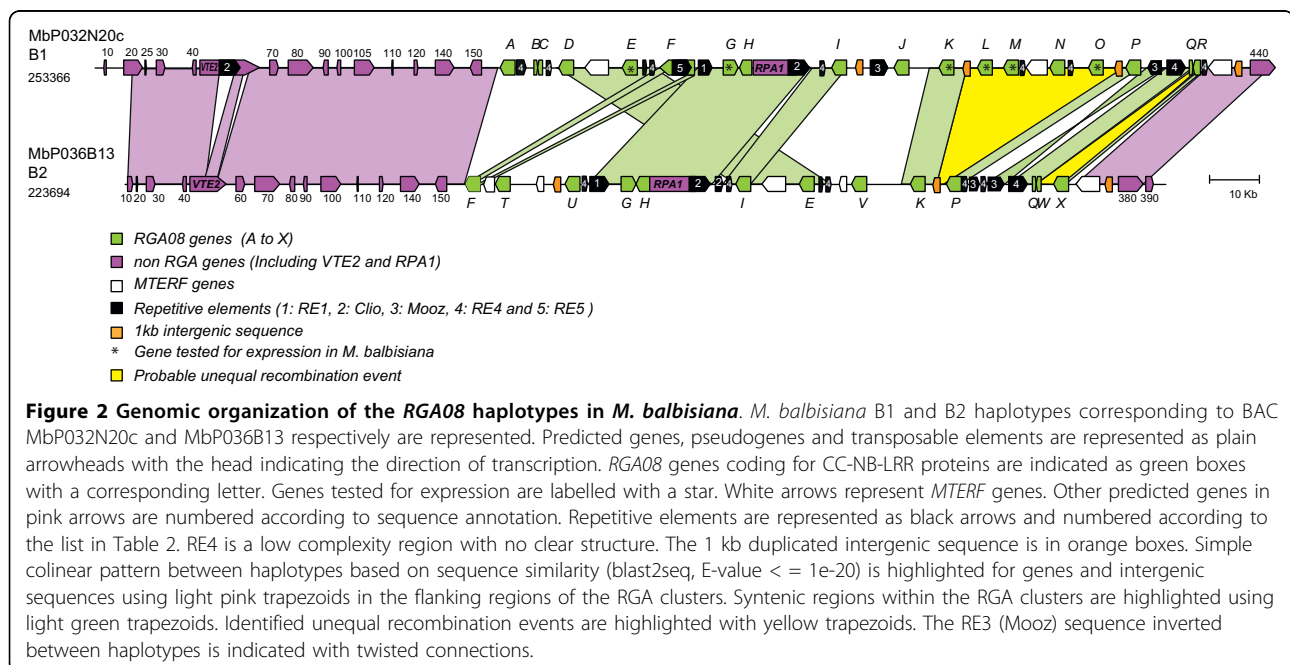 MbP032N20c
B1
253366
10 20 25 30 40 70 80 90 100 105 110 120 140 150 440
A B C D E F G H I J K L M N O P Q R
VTE2 2 4 4 4 5 1 RPA1 2 4 3 4 4 3 4 4
MbP036B13
B2
223694
10 20 30 40 60 70 80 90 100 110 120 130 150 380 390
VTE2 4 1 RPA1 2 2 4 4 4 3 4 3 4
F T U G H I E V K P Q W X
10 Kb
RGA08 genes (A to X)
non RGA genes (Including VTE2 and RPA1)
MTERF genes
Repetitive elements (1: RE1, 2: Clio, 3: Mooz, 4: RE4 and 5: RE5 )
1kb intergenic sequence
* Gene tested for expression in M. balbisiana
Probable unequal recombination event
Figure 2 Genomic organization of the RGA08 haplotypes in M. balbisiana. M. balbisiana B1 and B2 haplotypes corresponding to BAC
MbP032N20c and MbP036B13 respectively are represented. Predicted genes, pseudogenes and transposable elements are represented as plain
arrowheads with the head indicating the direction of transcription. RGA08 genes coding for CC-NB-LRR proteins are indicated as green boxes
with a corresponding letter. Genes tested for expression are labelled with a star. White arrows represent MTERF genes. Other predicted genes in
pink arrows are numbered according to sequence annotation. Repetitive elements are represented as black arrows and numbered according to
the list in Table 2. RE4 is a low complexity region with no clear structure. The 1 kb duplicated intergenic sequence is in orange boxes. Simple
colinear pattern between haplotypes based on sequence similarity (blast2seq, E-value < = 1e-20) is highlighted for genes and intergenic
sequences using light pink trapezoids in the flanking regions of the RGA clusters. Syntenic regions within the RGA clusters are highlighted using
light green trapezoids. Identified unequal recombination events are highlighted with yellow trapezoids. The RE3 (Mooz) sequence inverted
between haplotypes is indicated with twisted connections.